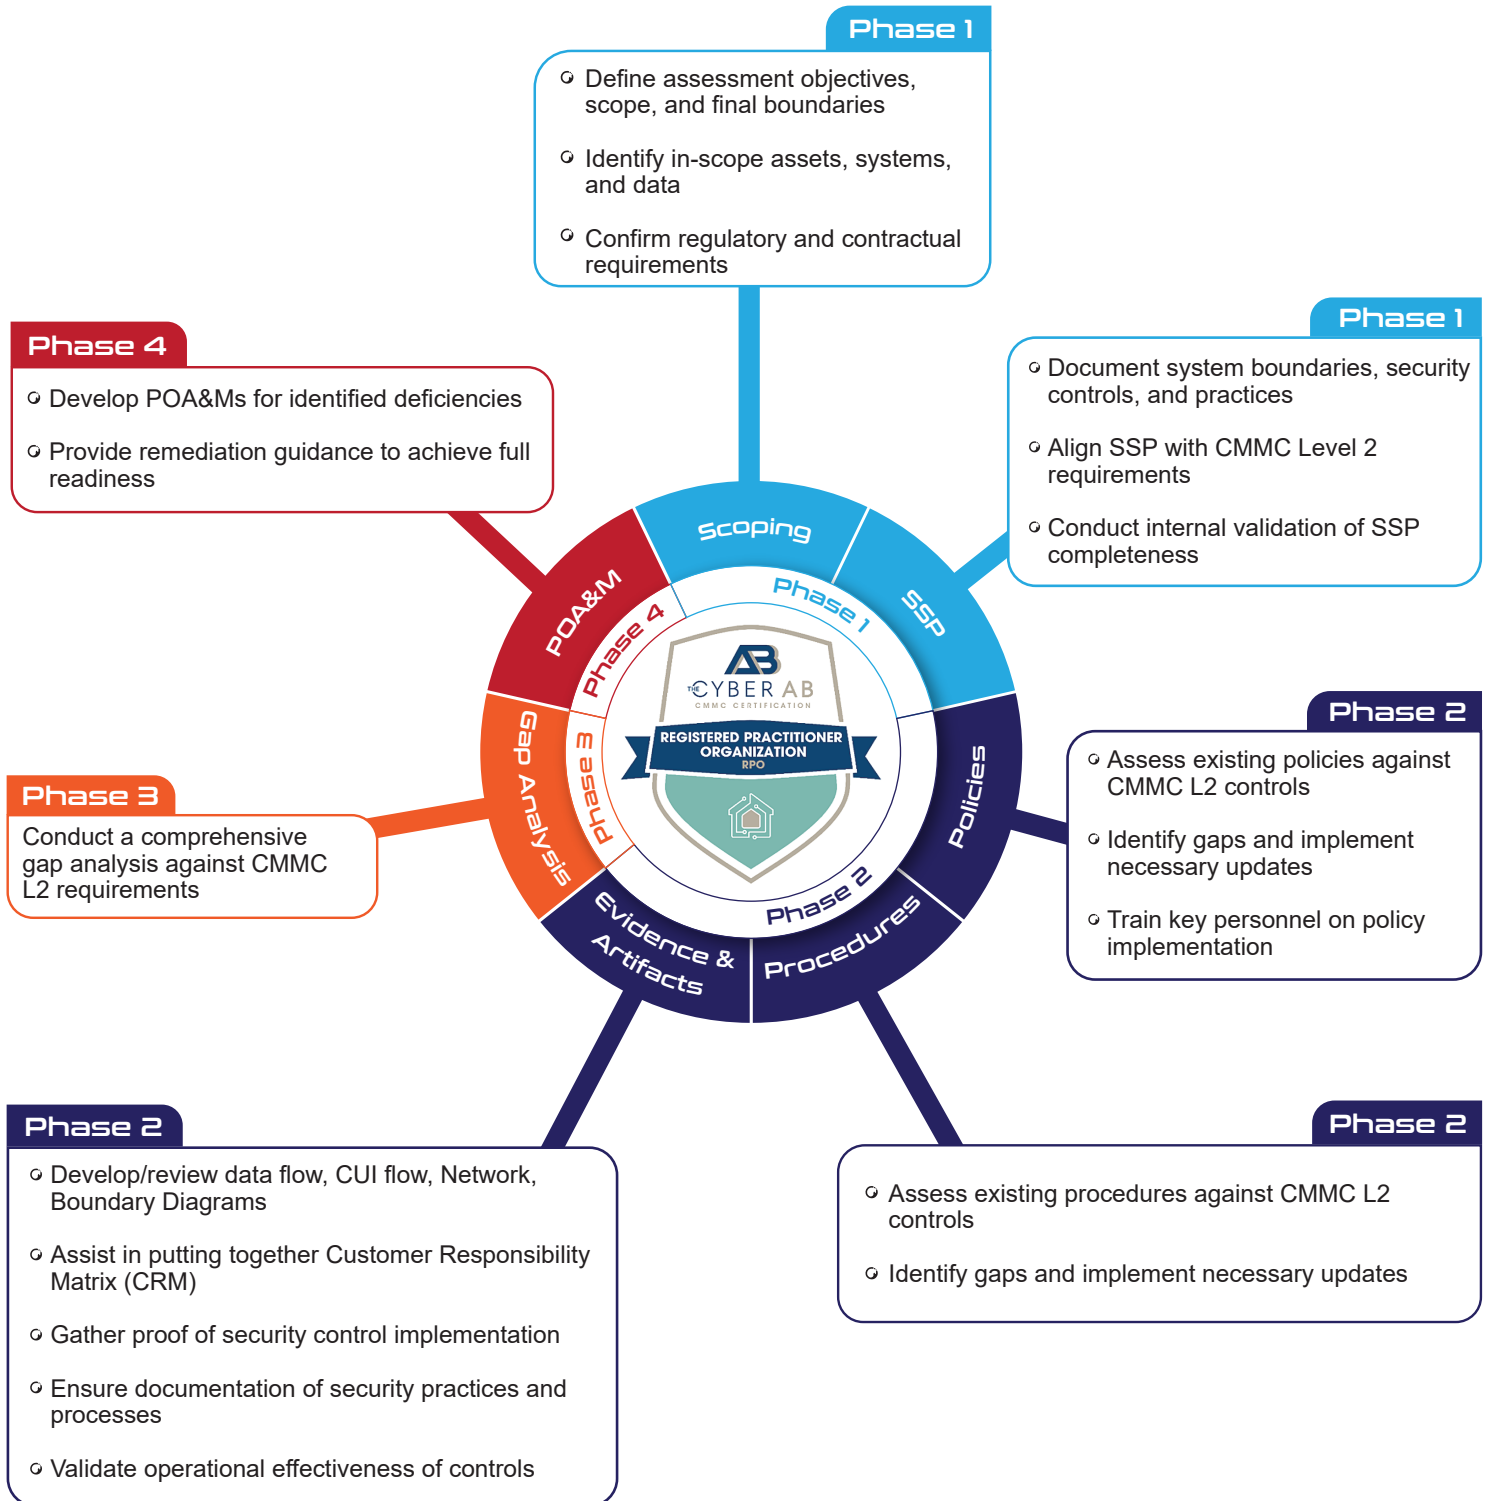 Phase 1
Define assessment objectives,
scope, and final boundaries
Identify in-scope assets, systems,
and data
Confirm regulatory and contractual
requirements
Phase 1
Document system boundaries, security
controls, and practices
Align SSP with CMMC Level 2
requirements
Conduct internal validation of SSP
completeness
Phase 4
Develop POA&Ms for identified deficiencies
Provide remediation guidance to achieve full
readiness
Scoping
SSP
POA&M
Phase 1
Phase 4
AB
THE CYBER AB
CMMC CERTIFICATION
REGISTERED PRACTITIONER
ORGANIZATION
RPO
Phase 3
Gap Analysis
Policies
Phase 2
Procedures
Evidence &
Artifacts
Phase 2
Assess existing policies against
CMMC L2 controls
Identify gaps and implement
necessary updates
Train key personnel on policy
implementation
Phase 3
Conduct a comprehensive
gap analysis against CMMC
L2 requirements
Phase 2
Develop/review data flow, CUI flow, Network,
Boundary Diagrams
Assist in putting together Customer Responsibility
Matrix (CRM)
Gather proof of security control implementation
Ensure documentation of security practices and
processes
Validate operational effectiveness of controls
Phase 2
Assess existing procedures against CMMC L2
controls
Identify gaps and implement necessary updates